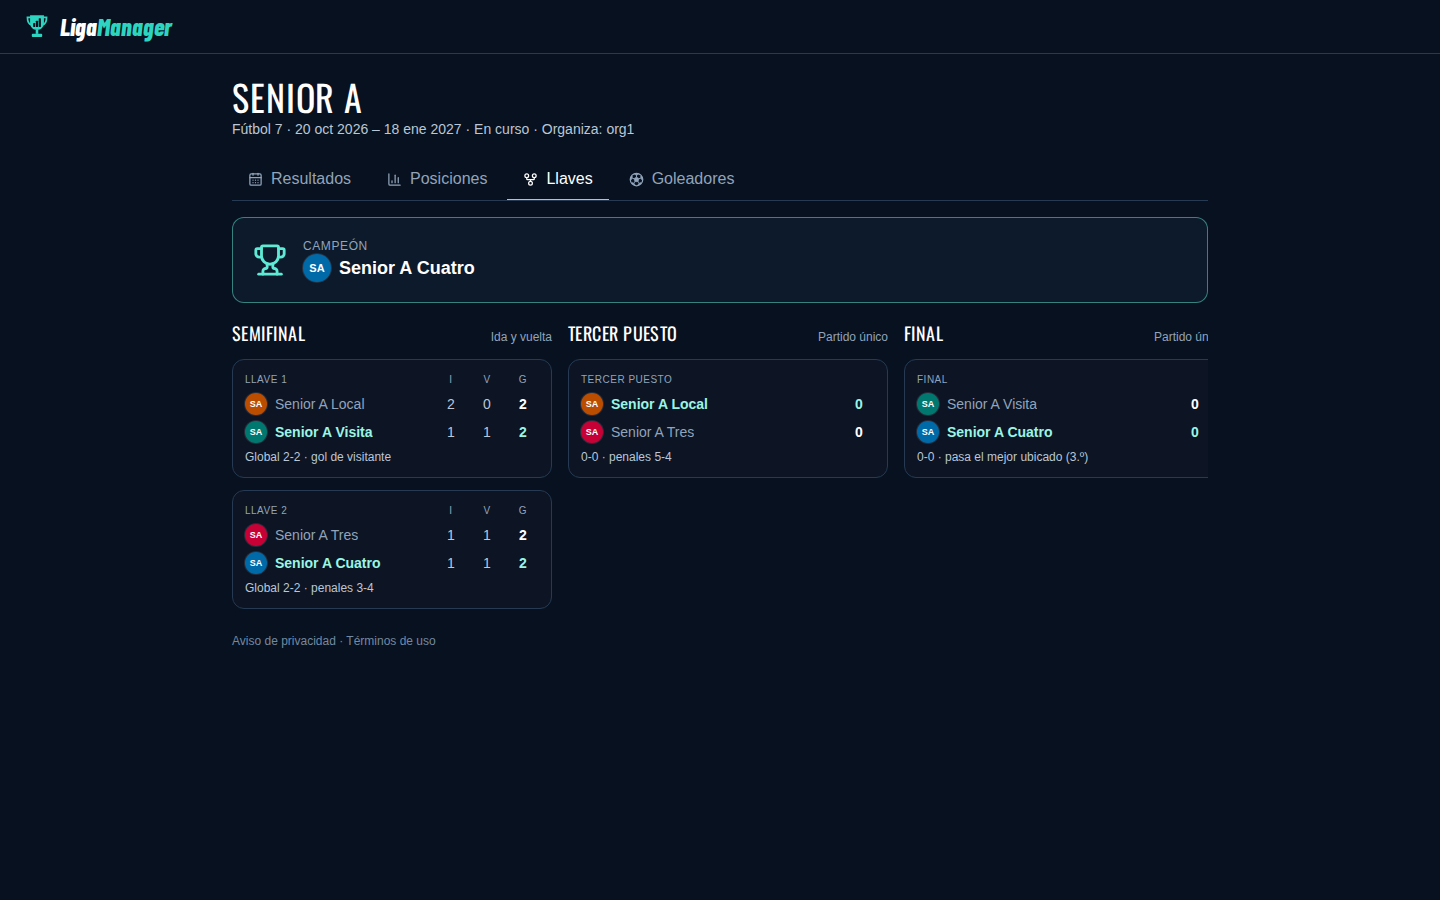 LigaManager
SENIOR A
Fútbol 7 · 20 oct 2026 – 18 ene 2027 · En curso · Organiza: org1
Resultados Posiciones Llaves Goleadores
CAMPEÓN
SA Senior A Cuatro
SEMIFINAL Ida y vuelta
LLAVE 1 I V G
SA Senior A Local 2 0 2
SA Senior A Visita 1 1 2
Global 2-2 · gol de visitante
LLAVE 2 I V G
SA Senior A Tres 1 1 2
SA Senior A Cuatro 1 1 2
Global 2-2 · penales 3-4
TERCER PUESTO Partido único
TERCER PUESTO
SA Senior A Local 0
SA Senior A Tres 0
0-0 · penales 5-4
FINAL Partido ún
FINAL
SA Senior A Visita 0
SA Senior A Cuatro 0
0-0 · pasa el mejor ubicado (3.º)
Aviso de privacidad · Términos de uso